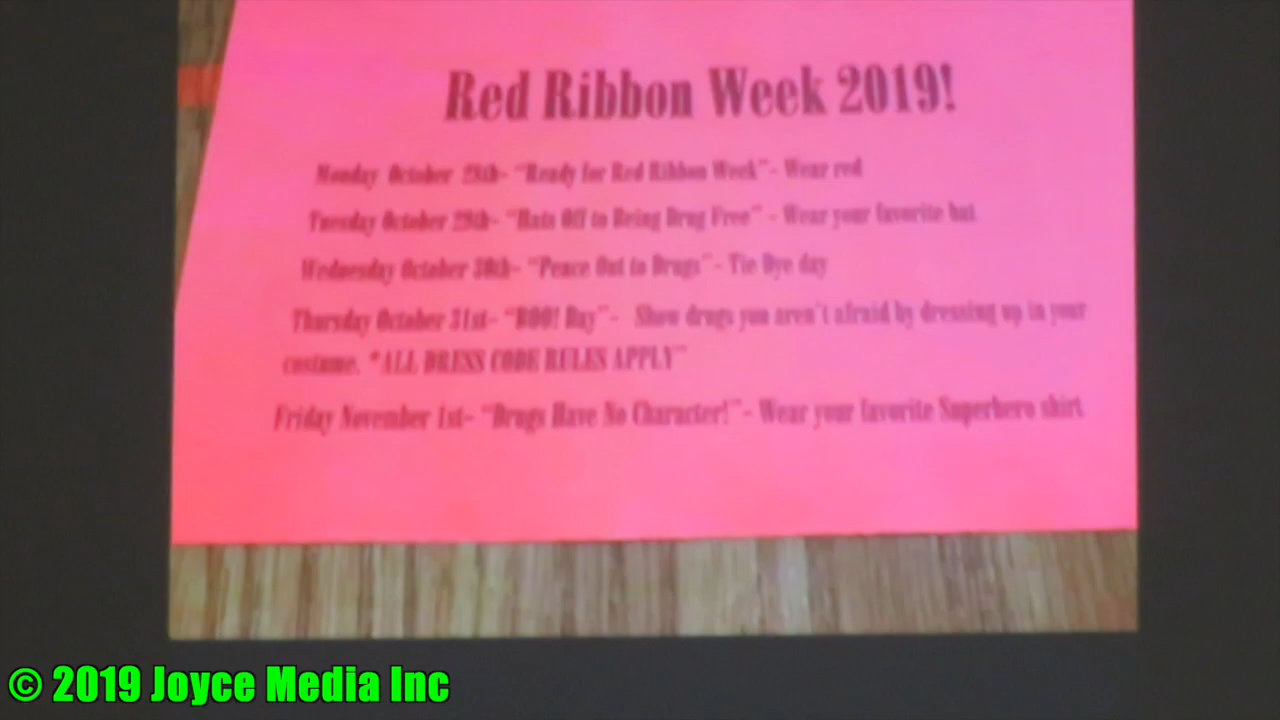 Red Ribbon Week 2019!
Monday October 28th- "Ready for Red Ribbon Week"- Wear red
Tuesday October 29th- "Hats Off to Being Drug Free" - Wear your favorite hat
Wednesday October 30th- "Peace Out to Drugs"- Tie Dye day
Thursday October 31st- "BOO! Day"- Show drugs you aren't afraid by dressing up in your
costume. *ALL DRESS CODE RULES APPLY*
Friday November 1st- "Drugs Have No Character!"- Wear your favorite Superhero shirt
© 2019 Joyce Media Inc